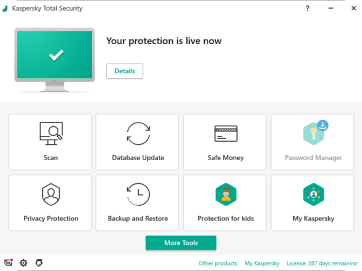 Kaspersky Total Security
Your protection is live now
Details
Scan
Database Update
Safe Money
Password Manager
Privacy Protection
Backup and Restore
Protection for kids
My Kaspersky
More Tools
Other products My Kaspersky License: 287 days remaining